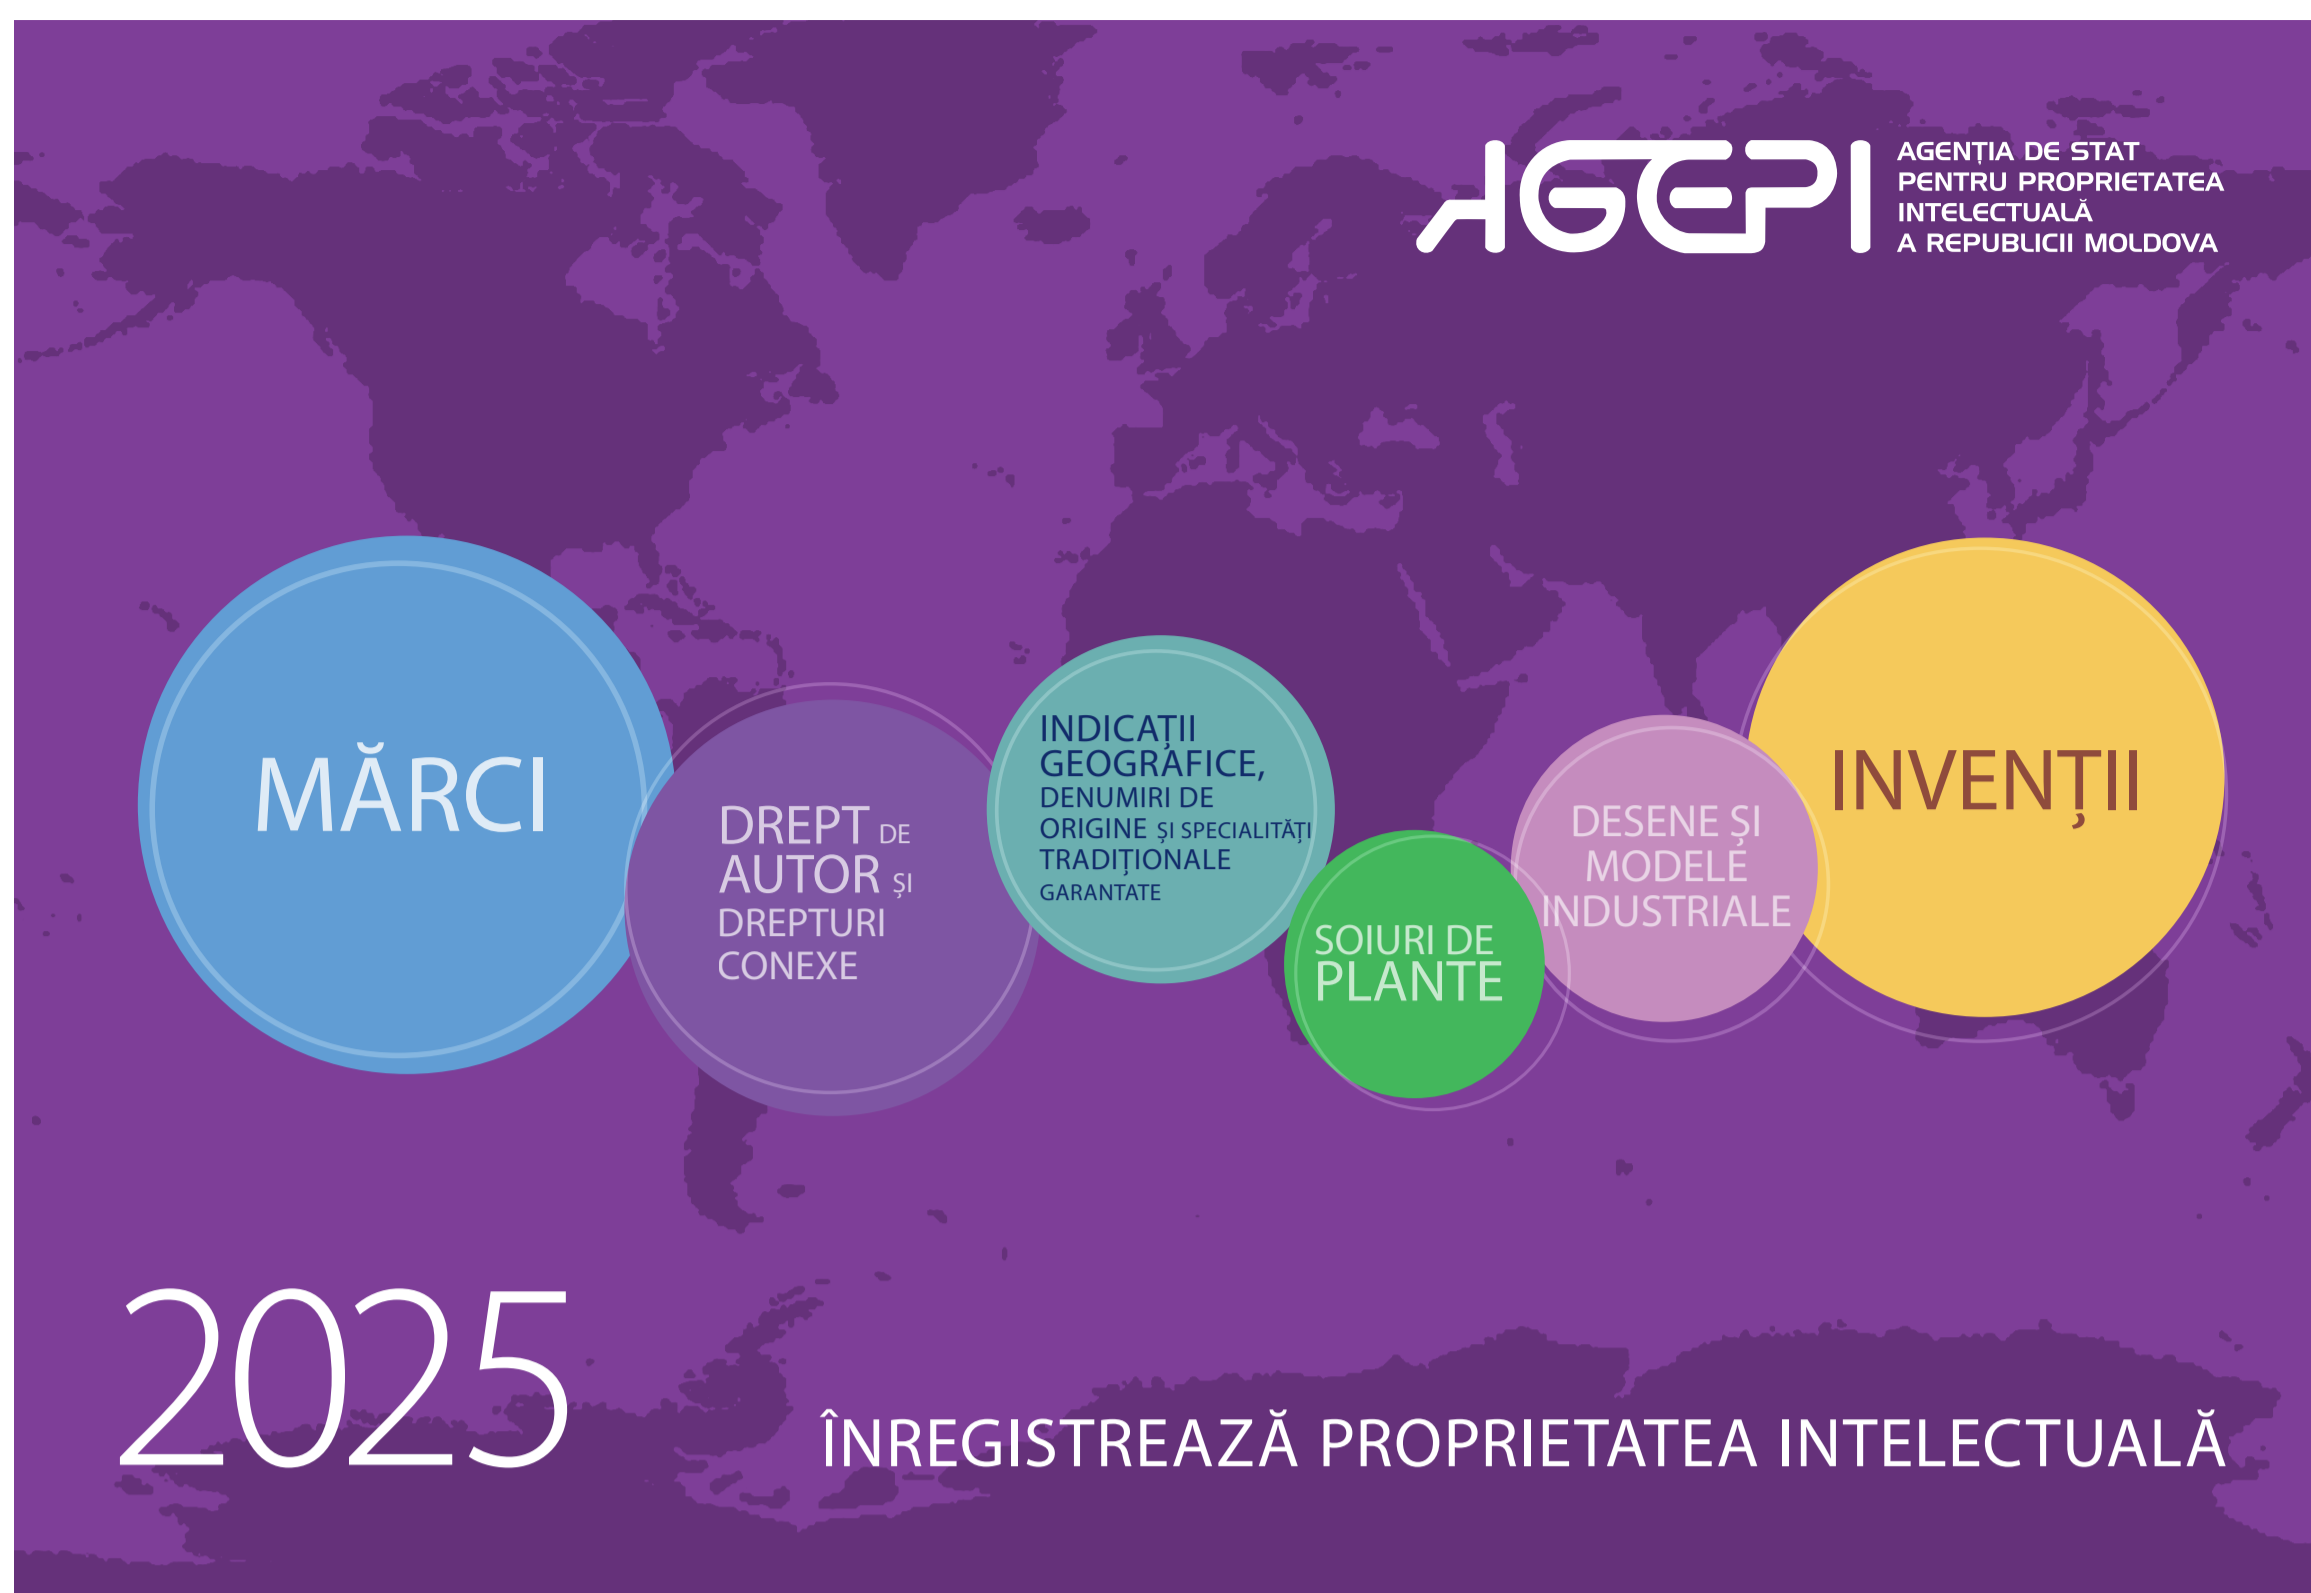 AGEPI
AGENȚIA DE STAT
PENTRU PROPRIETATEA
INTELECTUALĂ
A REPUBLICII MOLDOVA
MĂRCI
DREPT DE
AUTOR ȘI
DREPTURI
CONEXE
INDICAȚII
GEOGRAFICE,
DENUMIRI DE
ORIGINE ȘI SPECIALITĂȚI
TRADIȚIONALE
GARANTATE
SOIURI DE
PLANTE
DESENE ȘI
MODELE
INDUSTRIALE
INVENȚII
2025
ÎNREGISTREAZĂ PROPRIETATEA INTELECTUALĂ